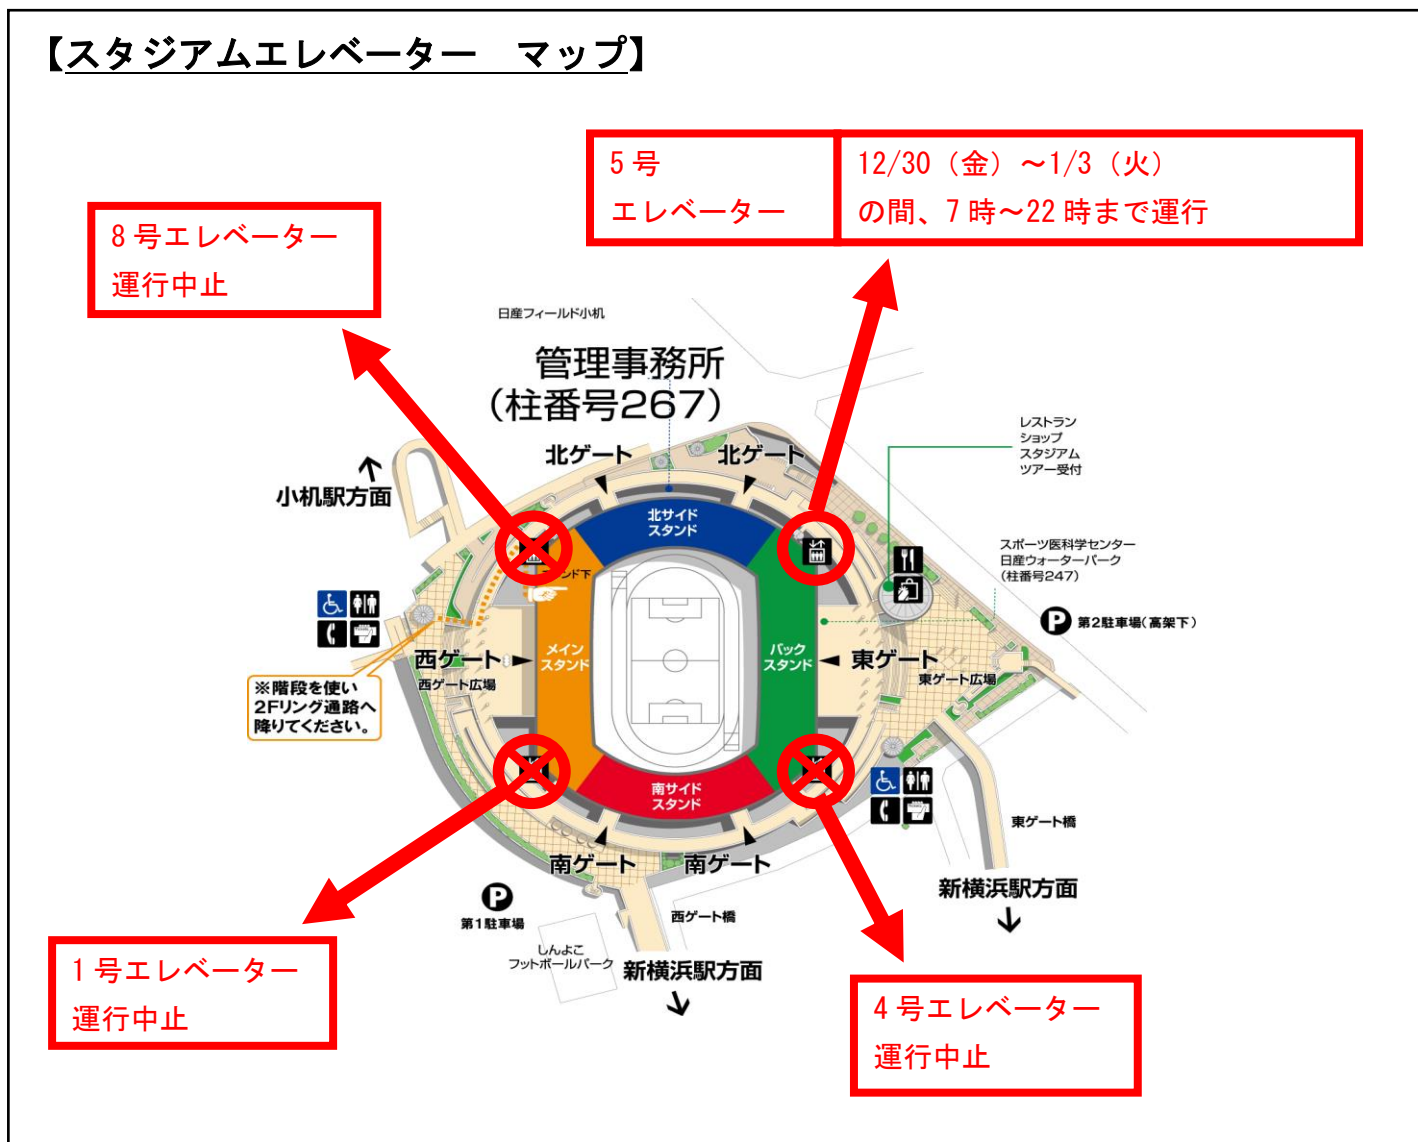 【スタジアムエレベーター　マップ】
5号
エレベーター
12/30（金）～1/3（火）
の間、7時～22時まで運行
8号エレベーター
運行中止
日産フィールド小机
管理事務所
(柱番号267)
レストラン
ショップ
スタジアム
ツアー受付
北ゲート
北ゲート
小机駅方面
北サイド
スタンド
スポーツ医科学センター
日産ウォーターパーク
(柱番号247)
ンド下
P
第2駐車場(高架下)
メイン
スタンド
バック
スタンド
西ゲート
西ゲート広場
東ゲート
東ゲート広場
※階段を使い
2Fリング通路へ
降りてください。
南サイド
スタンド
東ゲート橋
南ゲート
南ゲート
新横浜駅方面
P
第1駐車場
西ゲート橋
しんよこ
フットボールパーク
新横浜駅方面
1号エレベーター
運行中止
4号エレベーター
運行中止